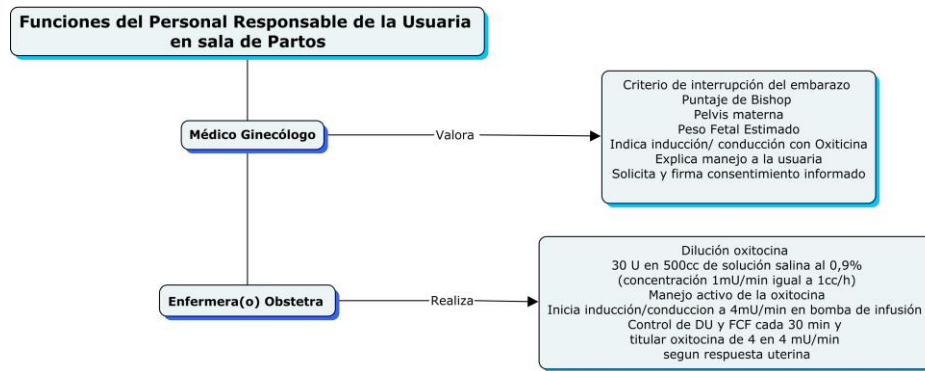 Funciones del Personal Responsable de la Usuaria
en sala de Partos
Médico Ginecólogo
Valora
Criterio de interrupción del embarazo
Puntaje de Bishop
Pelvis materna
Peso Fetal Estimado
Indica inducción/ conducción con Oxiticina
Explica manejo a la usuaria
Solicita y firma consentimiento informado
Enfermera(o) Obstetra
Realiza
Dilución oxitocina
30 U en 500cc de solución salina al 0,9%
(concentración 1mU/min igual a 1cc/h)
Manejo activo de la oxitocina
Inicia inducción/conduccion a 4mU/min en bomba de infusión
Control de DU y FCF cada 30 min y
titular oxitocina de 4 en 4 mU/min
segun respuesta uterina